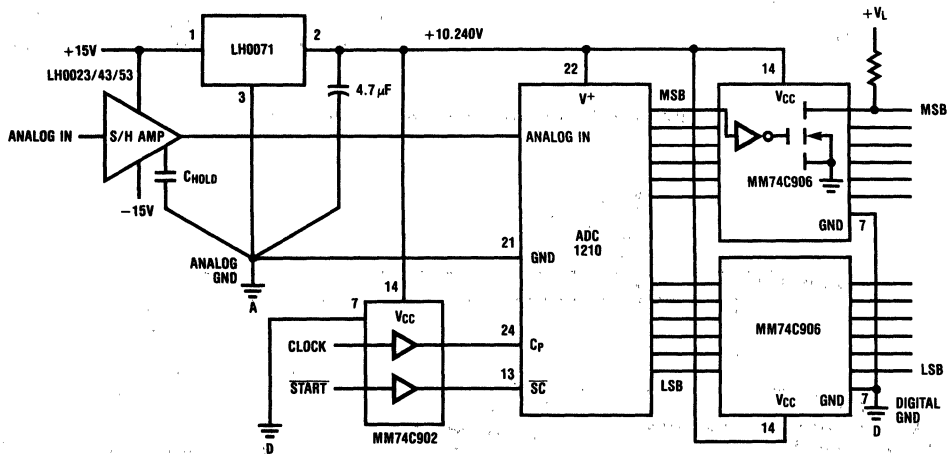 +VL
+15V
1
LH0071
2
+10.240V
LH0023/43/53
3
4.7 μF
22
V+
MSB
14
VCC
MSB
ANALOG IN
S/H AMP
ANALOG IN
CHOLD
−15V
MM74C906
ADC
1210
GND
7
ANALOG
GND
A
21
GND
14
7
VCC
CLOCK
24
CP
START
13
SC
MM74C906
LSB
LSB
VCC
GND
7
DIGITAL
GND
D
14
D
MM74C902